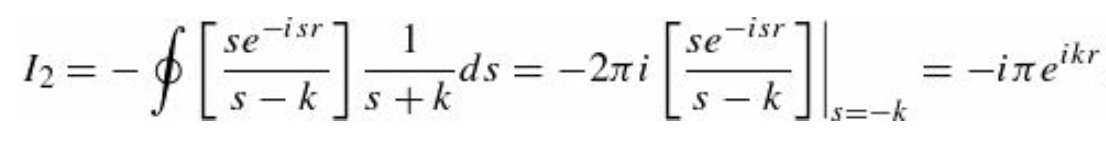 $I_2 = -\oint \left[ \frac{se^{-isr}}{s-k} \right] \frac{1}{s+k} ds = -2\pi i \left[ \frac{se^{-isr}}{s-k} \right] \Big|_{s=-k} = -i\pi e^{ikr}$